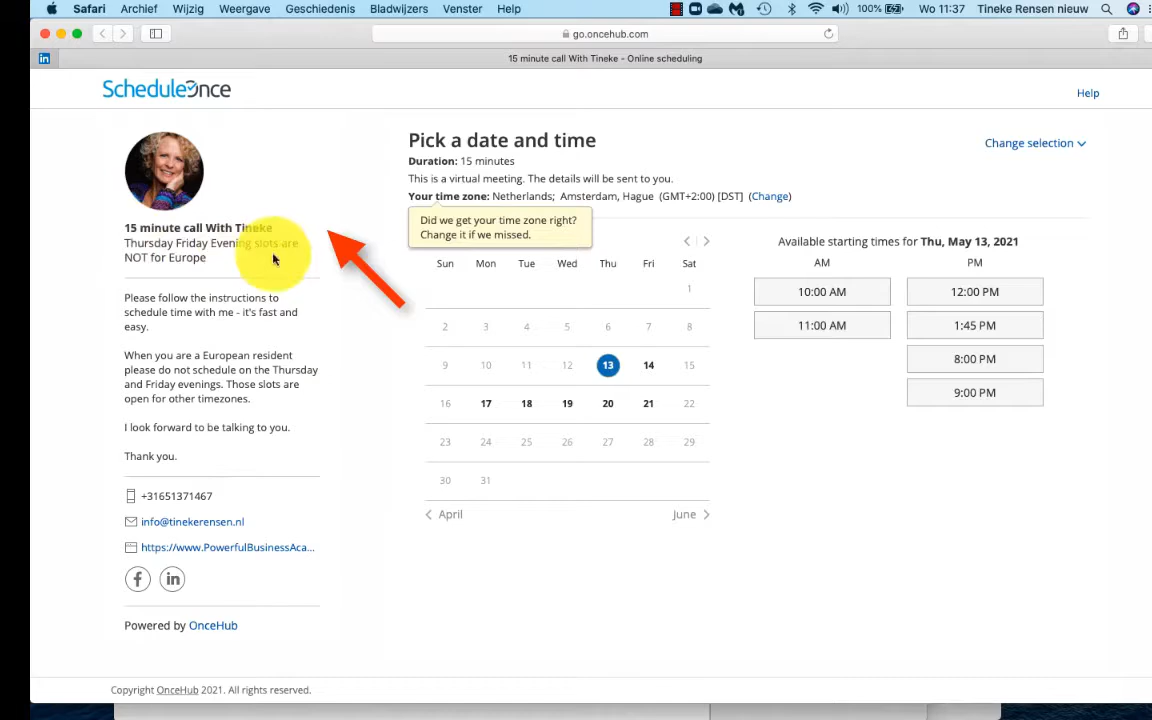 Safari Archief Wijzig Weergave Geschiedenis Bladwijzers Venster Help 100% Wo 11:37 Tineke Rensen nieuw
go.oncehub.com
in 15 minute call With Tineke - Online scheduling
ScheduleOnce
Help
Pick a date and time
Change selection
Duration: 15 minutes
This is a virtual meeting. The details will be sent to you.
Your time zone: Netherlands; Amsterdam, Hague (GMT+2:00) [DST] (Change)
Did we get your time zone right?
Change it if we missed.
15 minute call With Tineke
Thursday Friday Evening slots are
NOT for Europe
Please follow the instructions to
schedule time with me - it's fast and
easy.
When you are a European resident
please do not schedule on the Thursday
and Friday evenings. Those slots are
open for other timezones.
I look forward to be talking to you.
Thank you.
+31651371467
info@tinekerensen.nl
https://www.PowerfulBusinessAca...
f in
Powered by OnceHub
Sun Mon Tue Wed Thu Fri Sat
1
2 3 4 5 6 7 8
9 10 11 12 13 14 15
16 17 18 19 20 21 22
23 24 25 26 27 28 29
30 31
April June
Available starting times for Thu, May 13, 2021
AM PM
10:00 AM 12:00 PM
11:00 AM 1:45 PM
8:00 PM
9:00 PM
Copyright OnceHub 2021. All rights reserved.